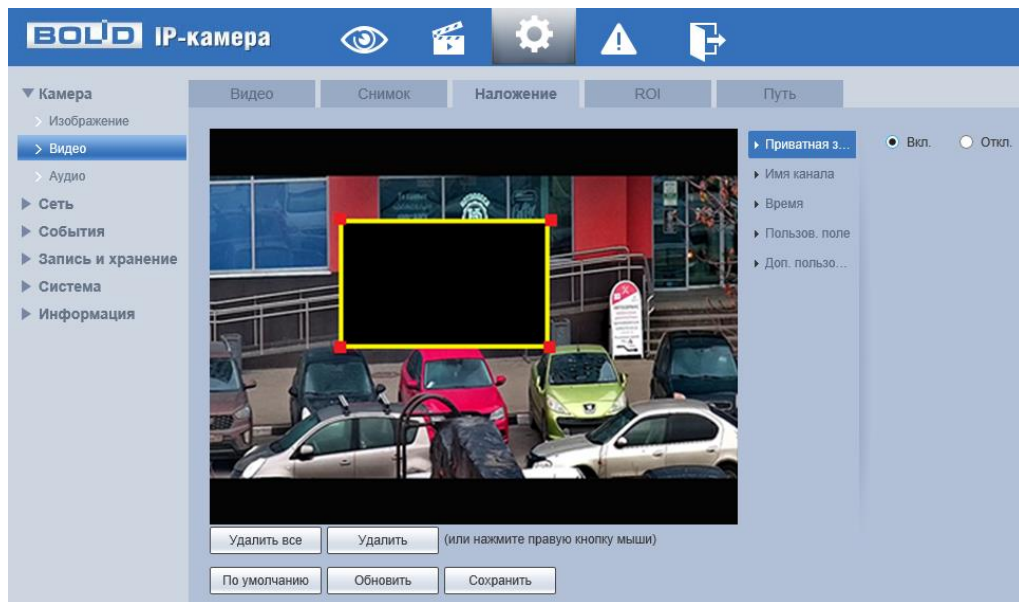 BOLID IP-камера
Камера
Изображение
Видео
Аудио
Сеть
События
Запись и хранение
Система
Информация
Видео Снимок Наложение ROI Путь
Приватная з... Вкл. Откл.
Имя канала
Время
Пользов. поле
Доп. пользо...
Удалить все Удалить (или нажмите правую кнопку мыши)
По умолчанию Обновить Сохранить